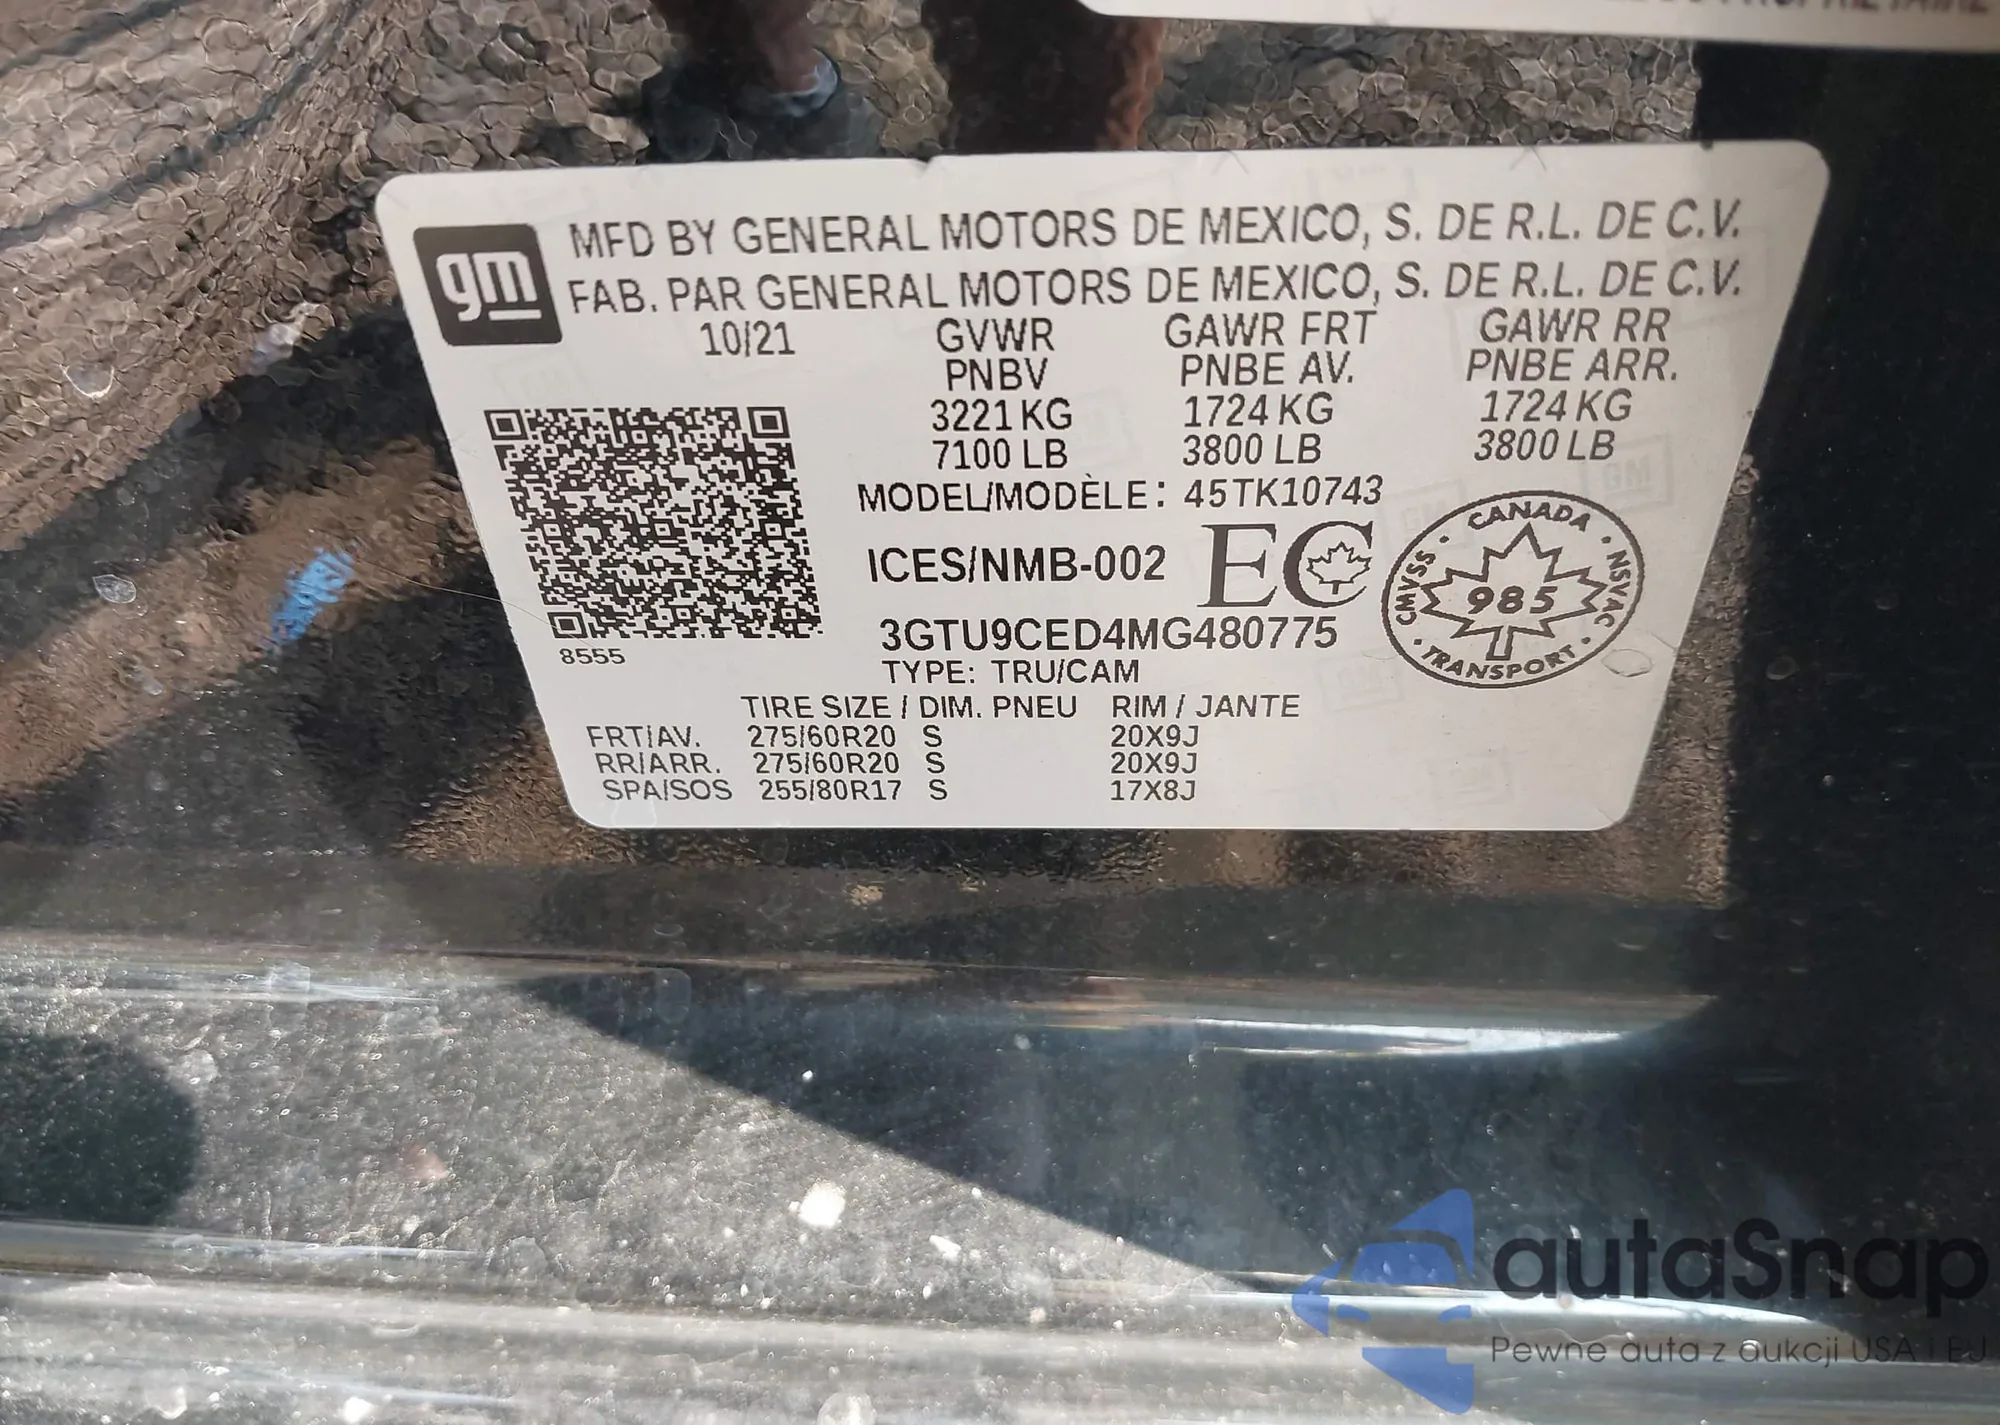 PROPRIETAIRE
gm
MFD BY GENERAL MOTORS DE MEXICO, S. DE R.L. DE C.V.
FAB. PAR GENERAL MOTORS DE MEXICO, S. DE R.L. DE C.V.
10/21 GVWR GAWR FRT GAWR RR
PNBV PNBE AV. PNBE ARR.
3221 KG 1724 KG 1724 KG
7100 LB 3800 LB 3800 LB
MODEL/MODÈLE: 45TK10743
ICES/NMB-002 EC
CANADA
CMVSS · 985 · NSVAC
TRANSPORT
3GTU9CED4MG480775
8555
TYPE: TRU/CAM
TIRE SIZE / DIM. PNEU RIM / JANTE
FRT/AV. 275/60R20 S 20X9J
RR/ARR. 275/60R20 S 20X9J
SPA/SOS 255/80R17 S 17X8J
autaSnap
Pewne auta z aukcji USA i EU